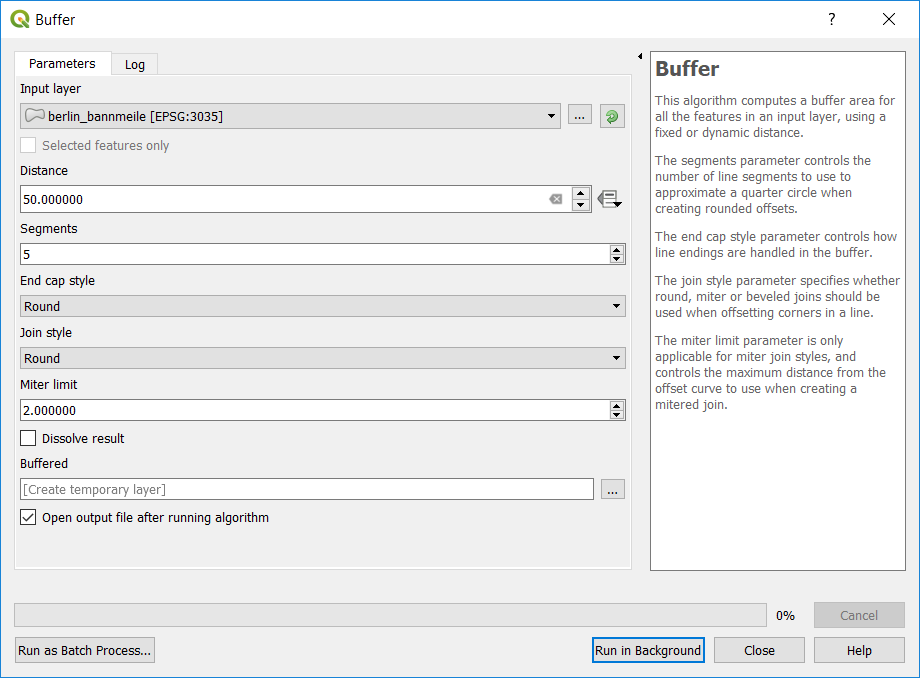 Buffer
?
Parameters
Log
Input layer
berlin_bannmeile [EPSG:3035]
...
Selected features only
Distance
50.000000
Segments
5
End cap style
Round
Join style
Round
Miter limit
2.000000
Dissolve result
Buffered
[Create temporary layer]
...
Open output file after running algorithm
Buffer
This algorithm computes a buffer area for
all the features in an input layer, using a
fixed or dynamic distance.
The segments parameter controls the
number of line segments to use to
approximate a quarter circle when
creating rounded offsets.
The end cap style parameter controls how
line endings are handled in the buffer.
The join style parameter specifies whether
round, miter or beveled joins should be
used when offsetting corners in a line.
The miter limit parameter is only
applicable for miter join styles, and
controls the maximum distance from the
offset curve to use when creating a
mitered join.
0%
Cancel
Run as Batch Process...
Run in Background
Close
Help